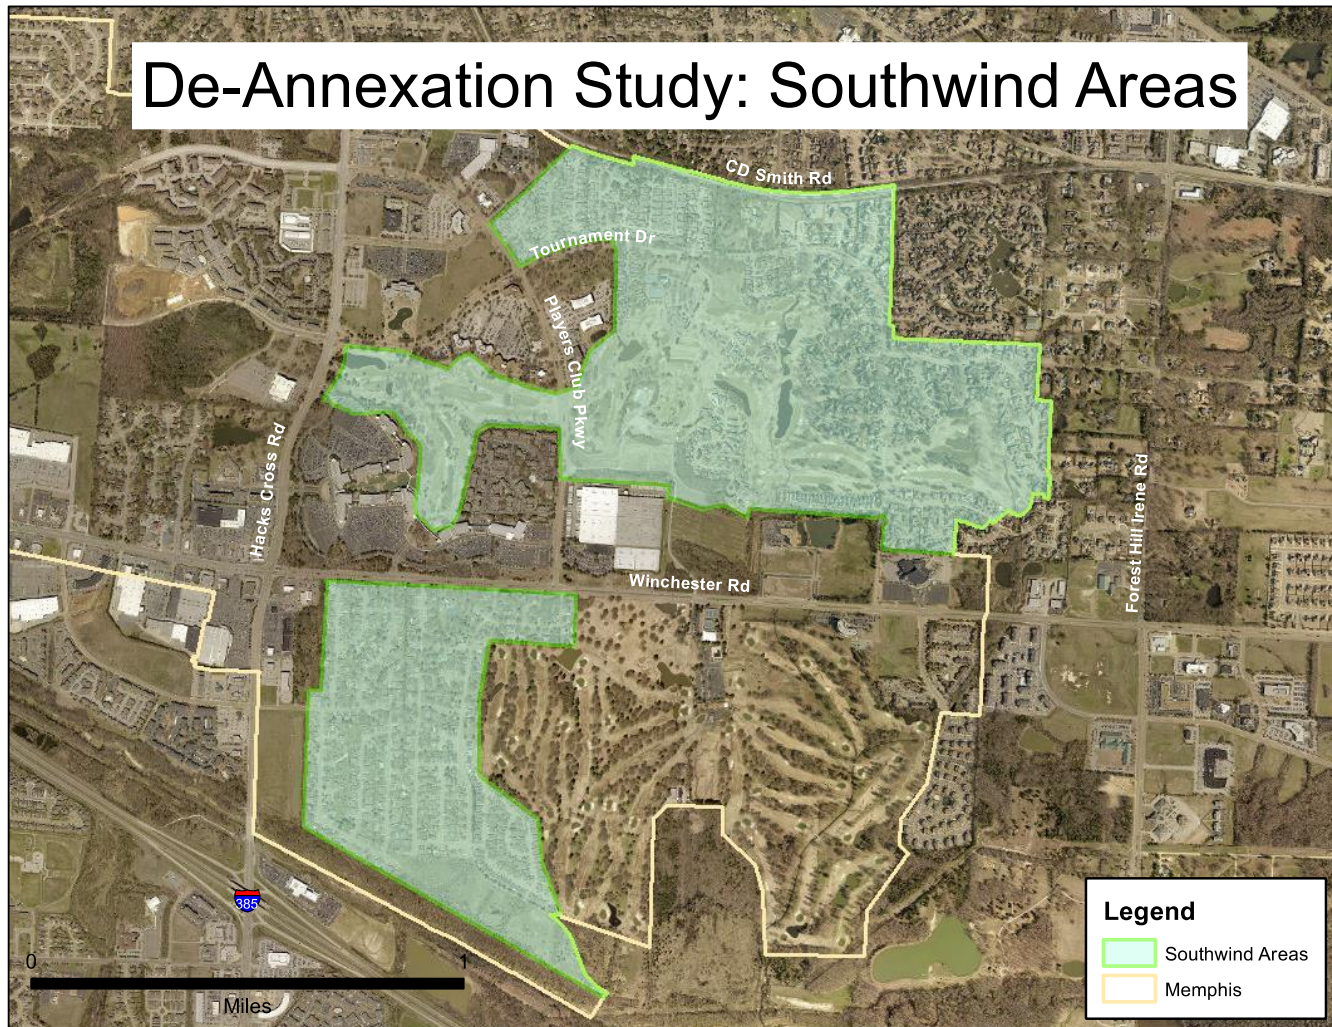 De-Annexation Study: Southwind Areas
CD Smith Rd
Tournament Dr
Players Club Pkwy
Hacks Cross Rd
Forest Hill Irene Rd
Winchester Rd
385
0 1
Miles
Legend
Southwind Areas
Memphis